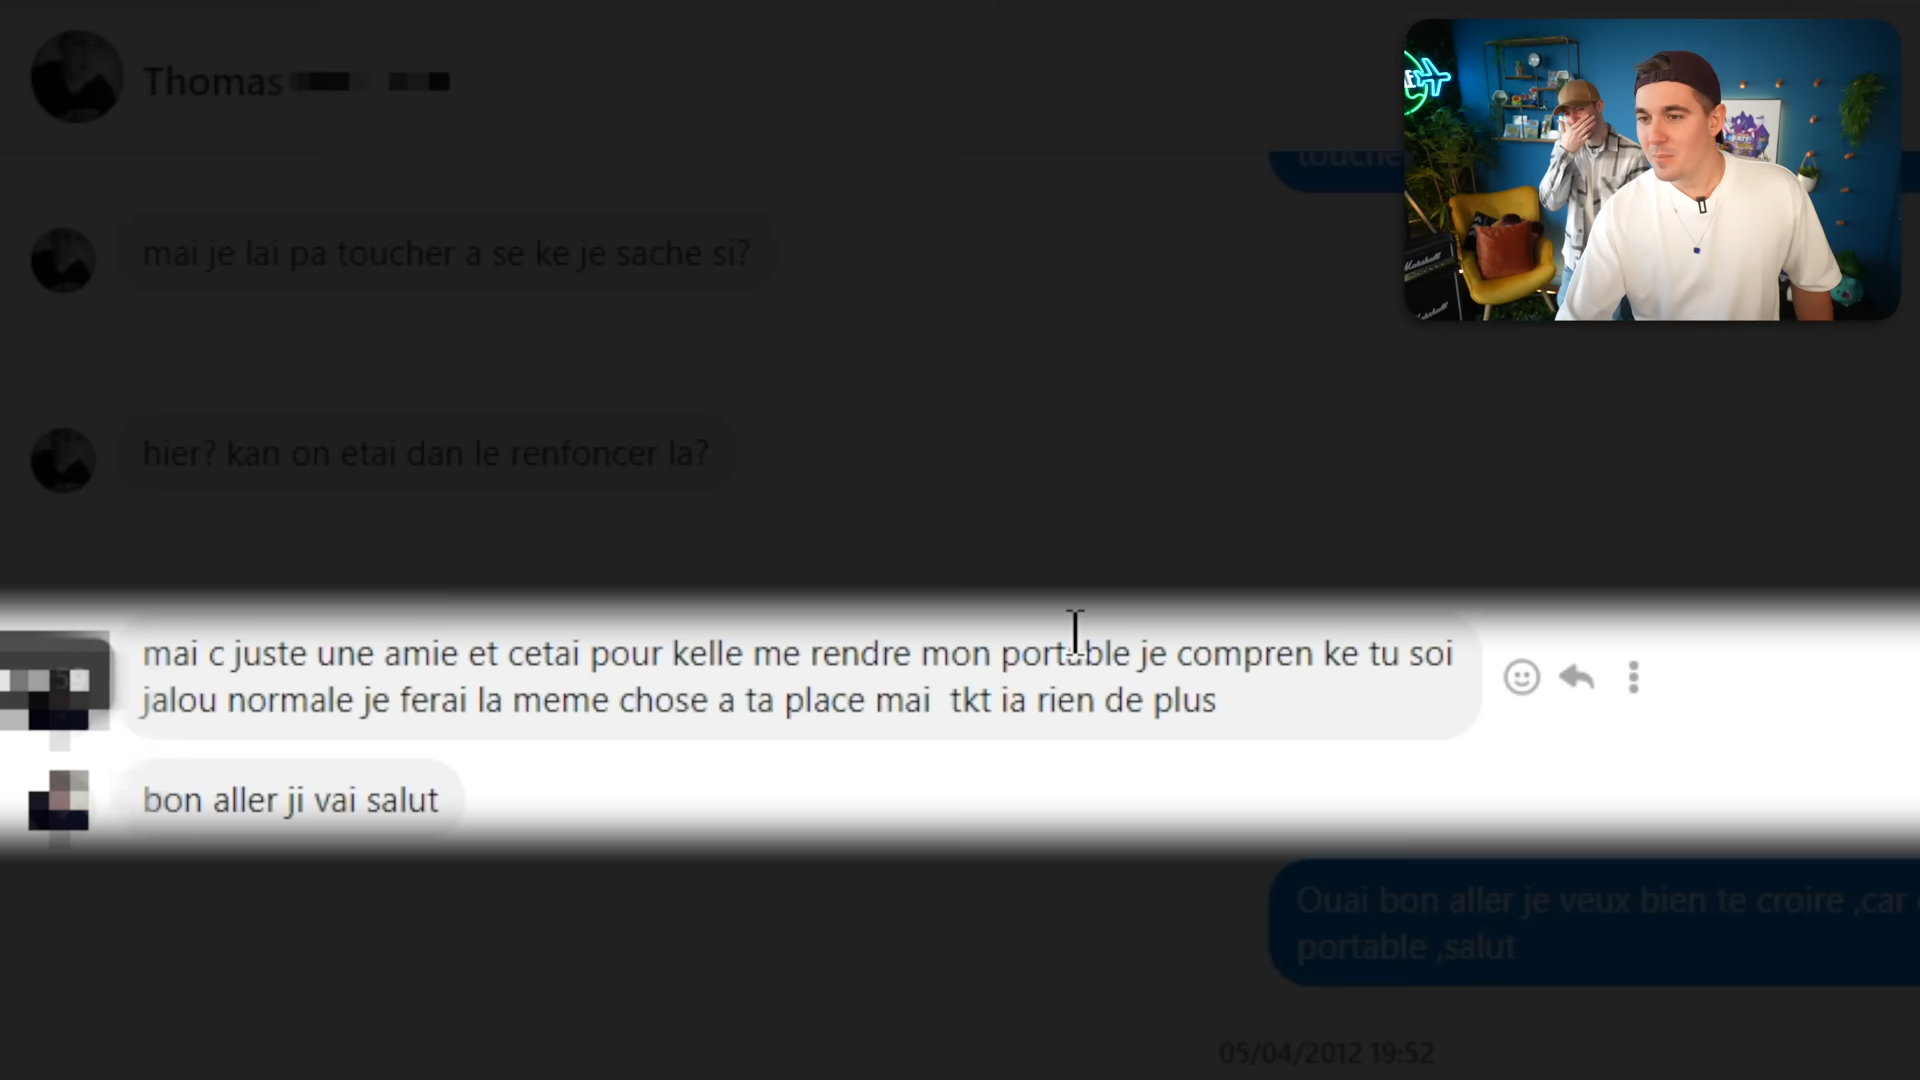 Thomas
touche
mai je lai pa toucher a se ke je sache si?
hier? kan on etai dan le renfoncer la?
mai c juste une amie et cetai pour kelle me rendre mon portable je compren ke tu soi
jalou normale je ferai la meme chose a ta place mai  tkt ia rien de plus
bon aller ji vai salut
Ouai bon aller je veux bien te croire ,car
portable ,salut
05/04/2012 19:52
Marshall
Marshall